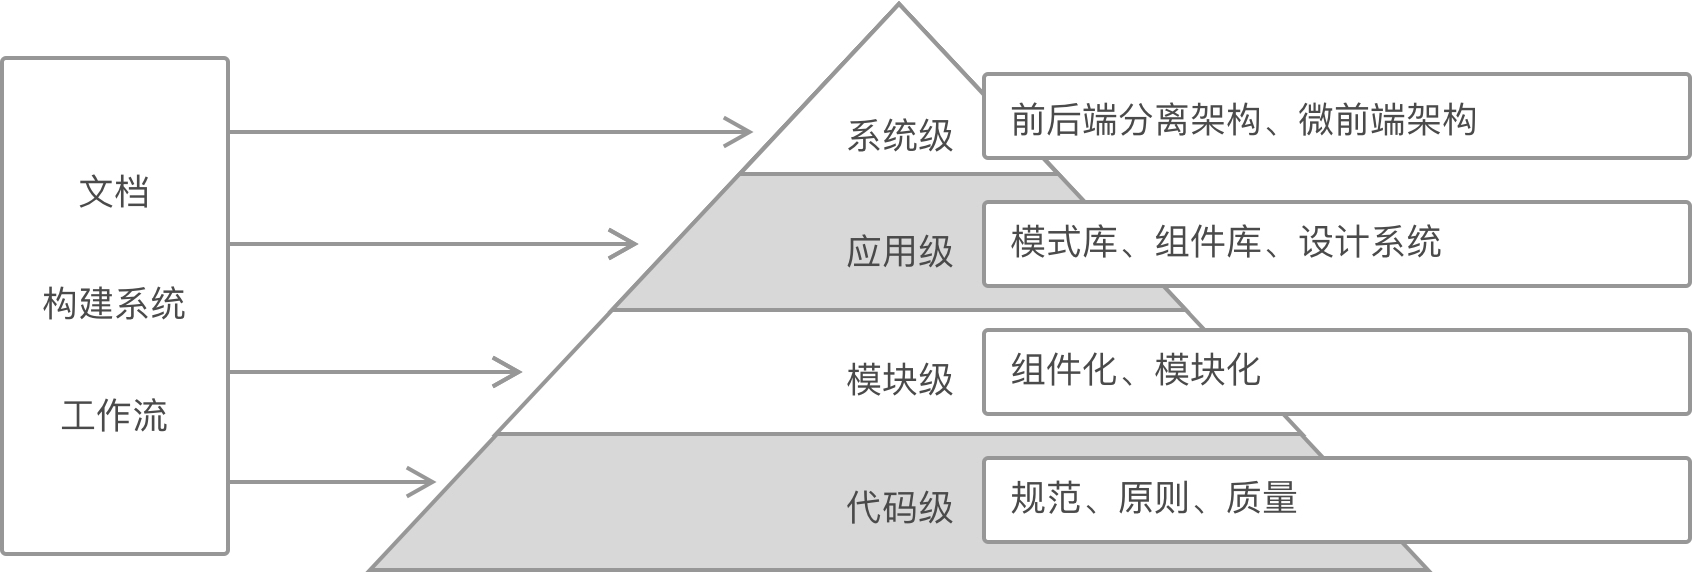 文档
构建系统
工作流
系统级
前后端分离架构、微前端架构
应用级
模式库、组件库、设计系统
模块级
组件化、模块化
代码级
规范、原则、质量